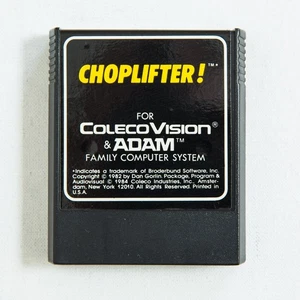 CHOPLIFTER!™*
FOR
COLECOVISION®
& ADAM™
FAMILY COMPUTER SYSTEM
*Indicates a trademark of Broderbund Software, Inc.
Copyright © 1982 by Dan Gorlin. Package, Program &
Audiovisual © 1984 Coleco Industries, Inc., Amster-
dam, New York 12010. All Rights Reserved. Printed in
U.S.A.